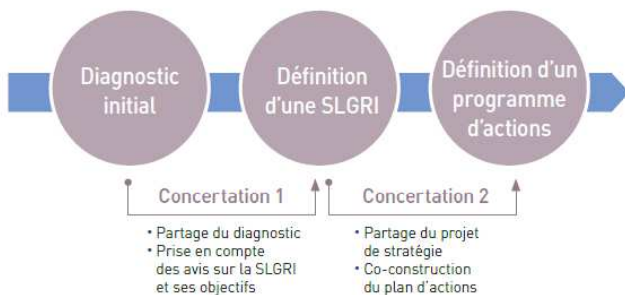 Diagnostic
initial
Définition
d'une SLGRI
Définition d'un
programme
d'actions
Concertation 1
• Partage du diagnostic
• Prise en compte
des avis sur la SLGRI
et ses objectifs
Concertation 2
• Partage du projet
de stratégie
• Co-construction
du plan d'actions